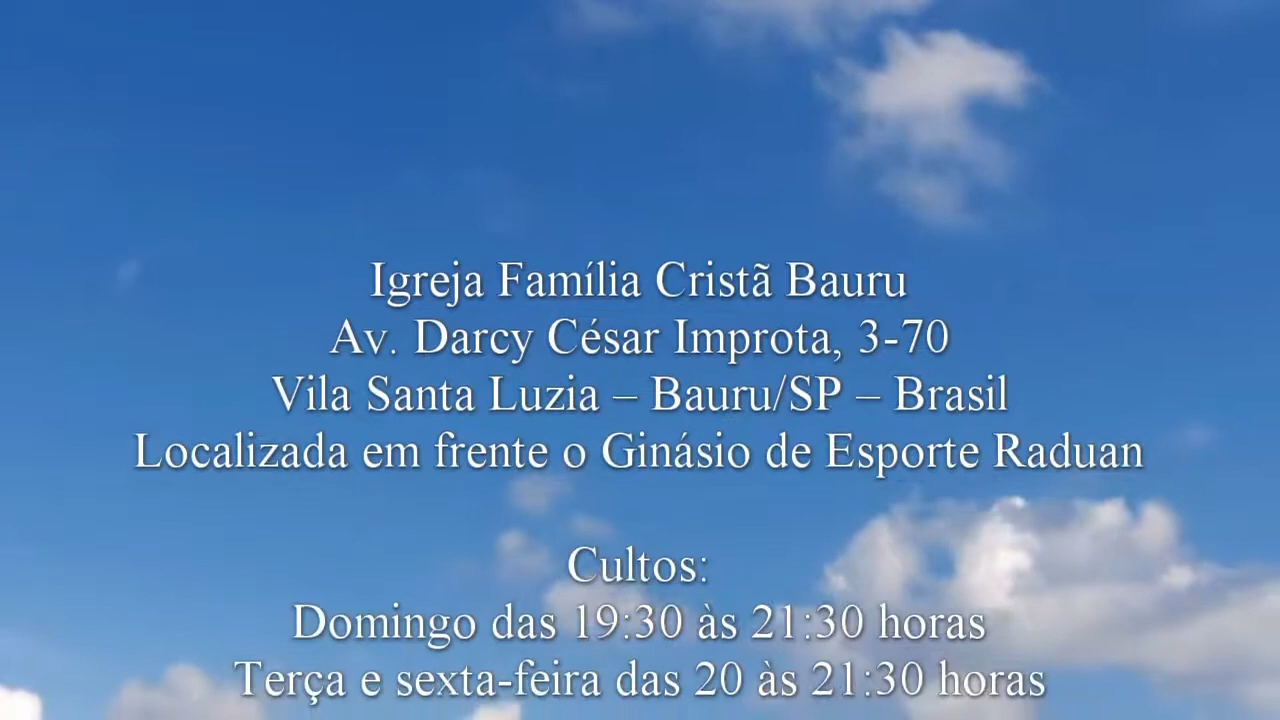 Igreja Família Cristã Bauru
Av. Darcy César Improta, 3-70
Vila Santa Luzia – Bauru/SP – Brasil
Localizada em frente o Ginásio de Esporte Raduan
Cultos:
Domingo das 19:30 às 21:30 horas
Terça e sexta-feira das 20 às 21:30 horas